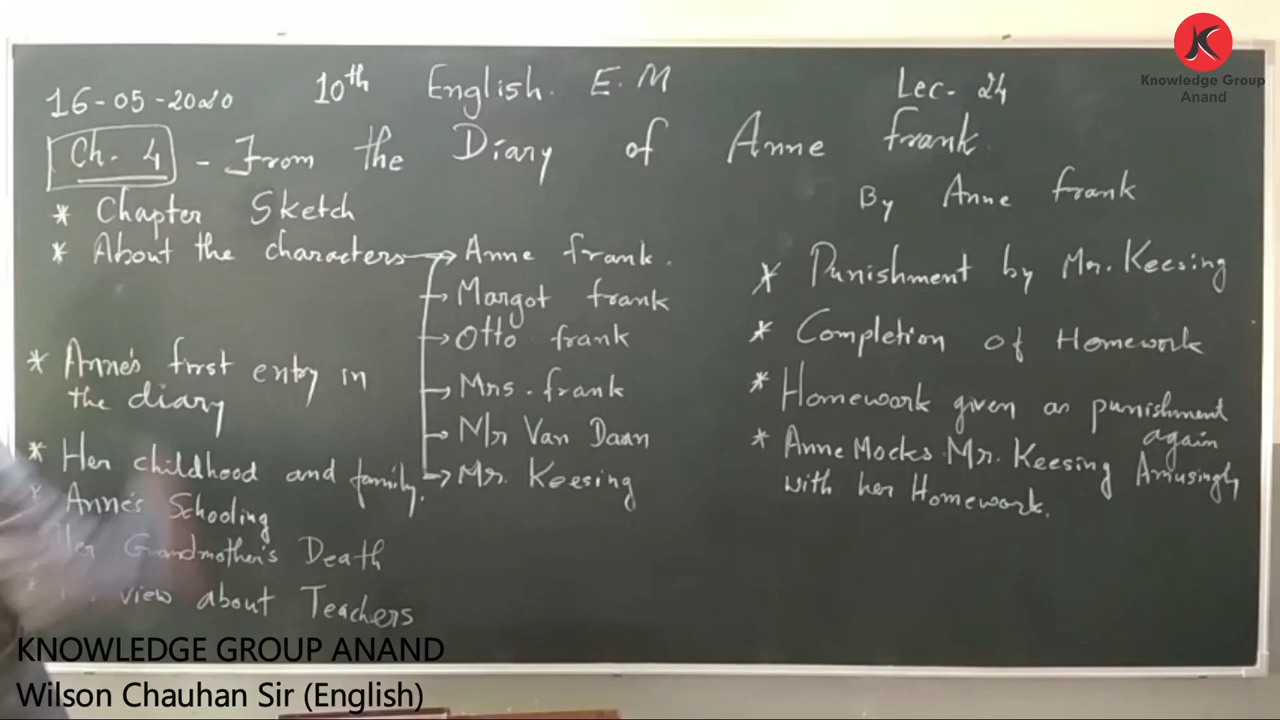 16-05-2020 10th English. E.M Lec- 24
Ch. 4 - From the Diary of Anne frank
By Anne frank
* Chapter Sketch
* About the characters
→ Anne frank.
→ Margot frank
→ Otto frank
→ Mrs. frank
→ Mr Van Daan
→ Mr. Keesing
* Anne's first entry in
the diary
* Her childhood and family.
* Anne's Schooling
Her Grandmother's Death
view about Teachers
* Punishment by Mr. Keesing
* Completion of Homework
* Homework given as punishment
again
* Anne Mocks Mr. Keesing Amusingly
with her Homework.
Knowledge Group
Anand
KNOWLEDGE GROUP ANAND
Wilson Chauhan Sir (English)